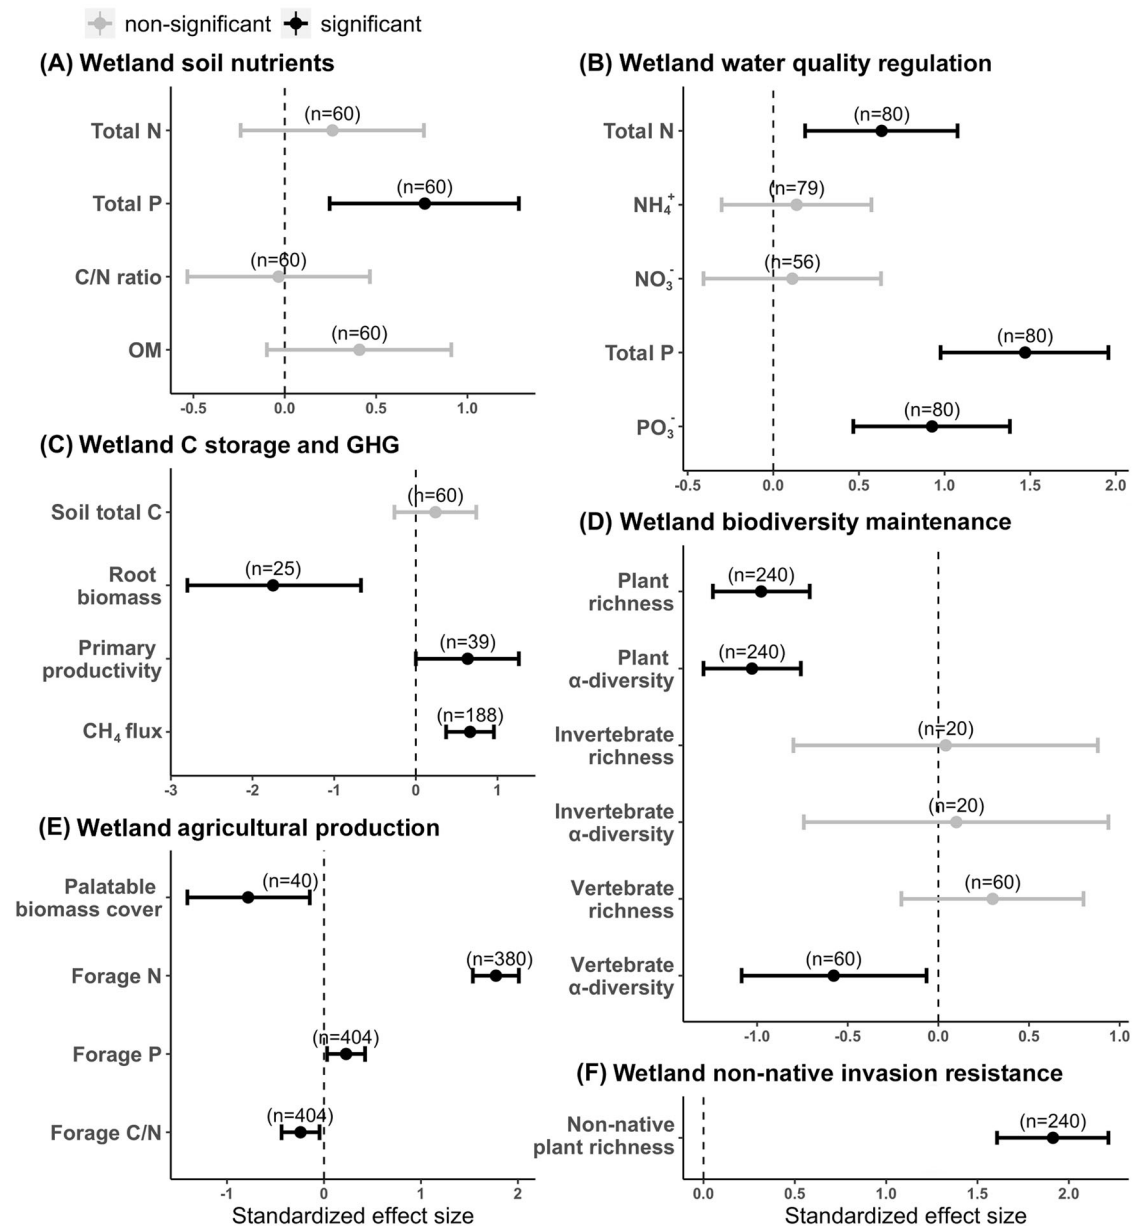 non-significant significant
(A) Wetland soil nutrients
Total N
(n=60)
Total P
(n=60)
C/N ratio
(n=60)
OM
(n=60)
-0.5 0.0 0.5 1.0
(B) Wetland water quality regulation
Total N
(n=80)
NH₄⁺
(n=79)
NO₃⁻
(n=56)
Total P
(n=80)
PO₃⁻
(n=80)
-0.5 0.0 0.5 1.0 1.5 2.0
(C) Wetland C storage and GHG
Soil total C
(n=60)
Root
biomass
(n=25)
Primary
productivity
(n=39)
CH₄ flux
(n=188)
-3 -2 -1 0 1
(D) Wetland biodiversity maintenance
Plant
richness
(n=240)
Plant
α-diversity
(n=240)
Invertebrate
richness
(n=20)
Invertebrate
α-diversity
(n=20)
Vertebrate
richness
(n=60)
Vertebrate
α-diversity
(n=60)
-1.0 -0.5 0.0 0.5 1.0
(E) Wetland agricultural production
Palatable
biomass cover
(n=40)
Forage N
(n=380)
Forage P
(n=404)
Forage C/N
(n=404)
-1 0 1 2
Standardized effect size
(F) Wetland non-native invasion resistance
Non-native
plant richness
(n=240)
0.0 0.5 1.0 1.5 2.0
Standardized effect size